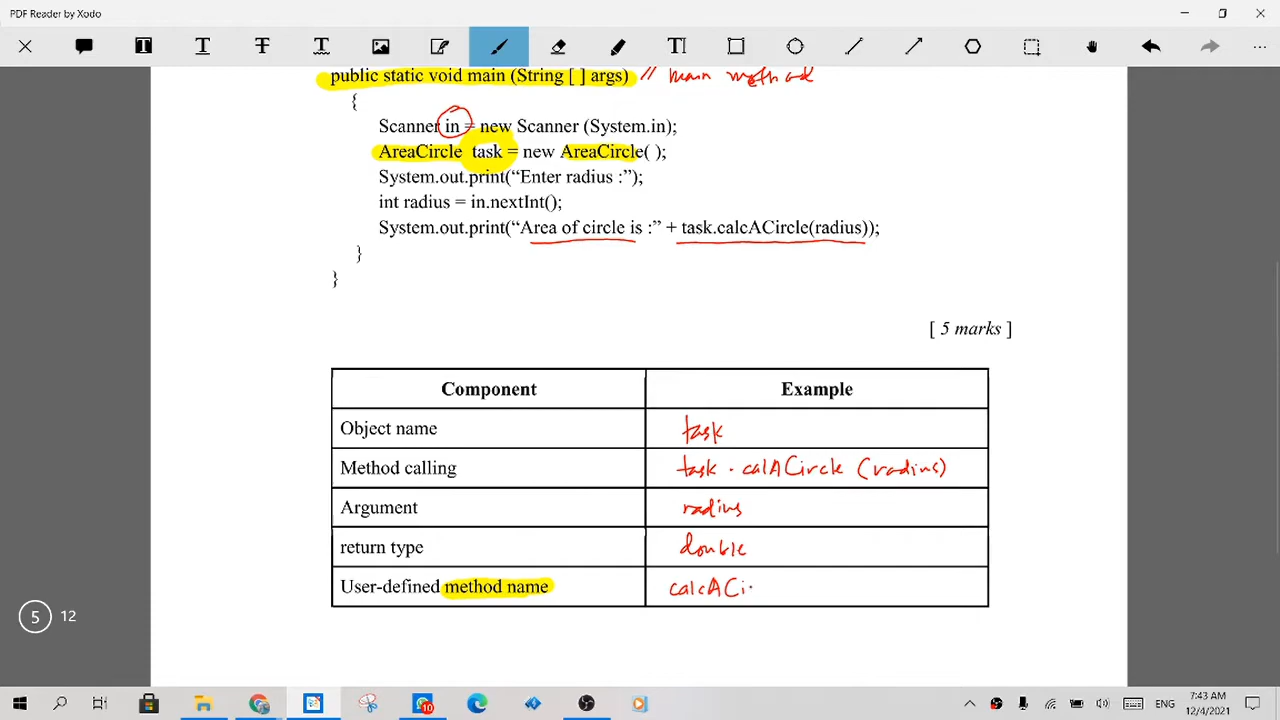 PDF Reader by Xodo
public static void main (String [ ] args) // main method
{
Scanner in = new Scanner (System.in);
AreaCircle task = new AreaCircle( );
System.out.print(“Enter radius :”);
int radius = in.nextInt();
System.out.print(“Area of circle is :” + task.calcACircle(radius));
}
}
[ 5 marks ]
Component Example
Object name task
Method calling task . calACircle (radius)
Argument radius
return type double
User-defined method name calcACi
5 12
10
ENG
7:43 AM
12/4/2021